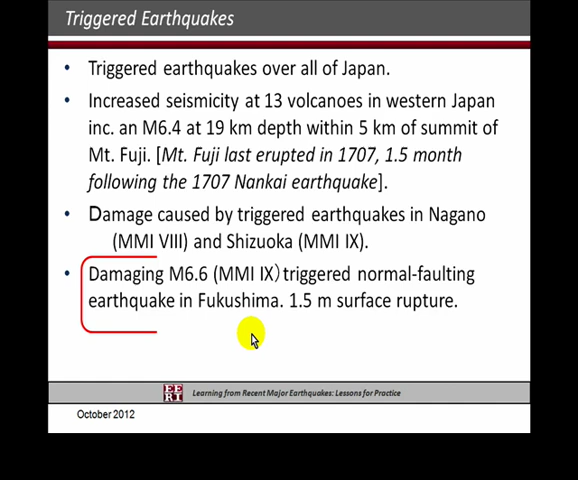 Triggered Earthquakes
• Triggered earthquakes over all of Japan.
• Increased seismicity at 13 volcanoes in western Japan
inc. an M6.4 at 19 km depth within 5 km of summit of
Mt. Fuji. [Mt. Fuji last erupted in 1707, 1.5 month
following the 1707 Nankai earthquake].
• Damage caused by triggered earthquakes in Nagano
(MMI VIII) and Shizuoka (MMI IX).
• Damaging M6.6 (MMI IX) triggered normal-faulting
earthquake in Fukushima. 1.5 m surface rupture.
EE
RI
Learning from Recent Major Earthquakes: Lessons for Practice
October 2012